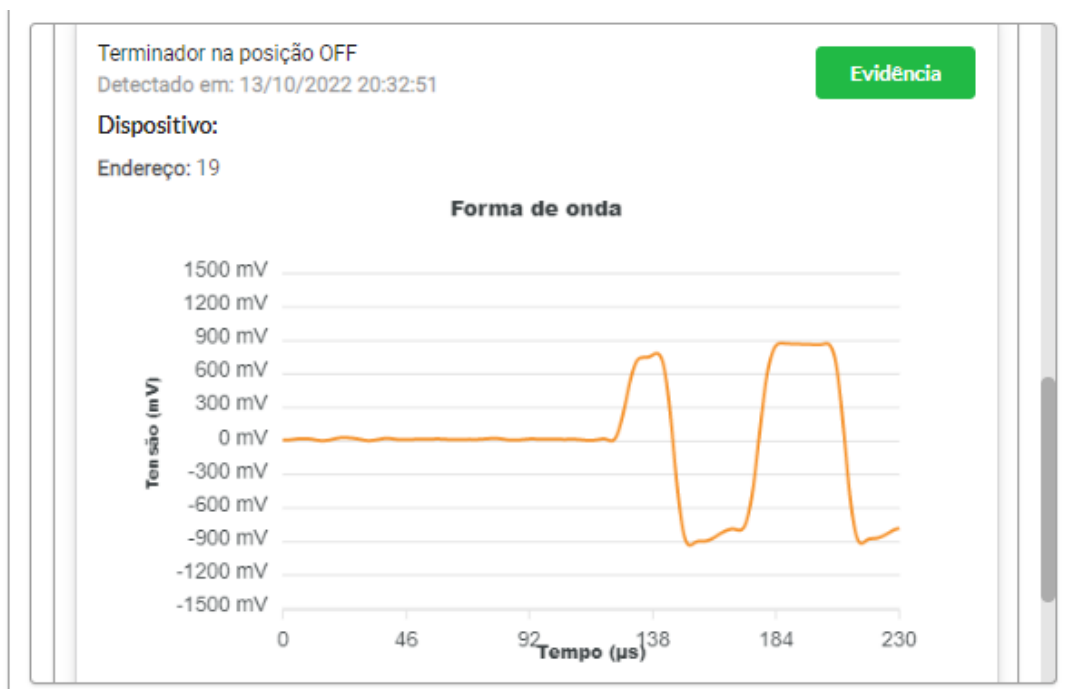 Terminador na posição OFF
Detectado em: 13/10/2022 20:32:51
Evidência
Dispositivo:
Endereço: 19
Forma de onda
1500 mV
1200 mV
900 mV
600 mV
300 mV
0 mV
-300 mV
-600 mV
-900 mV
-1200 mV
-1500 mV
Tensão (mV)
0 46 92 138 184 230
Tempo (µs)